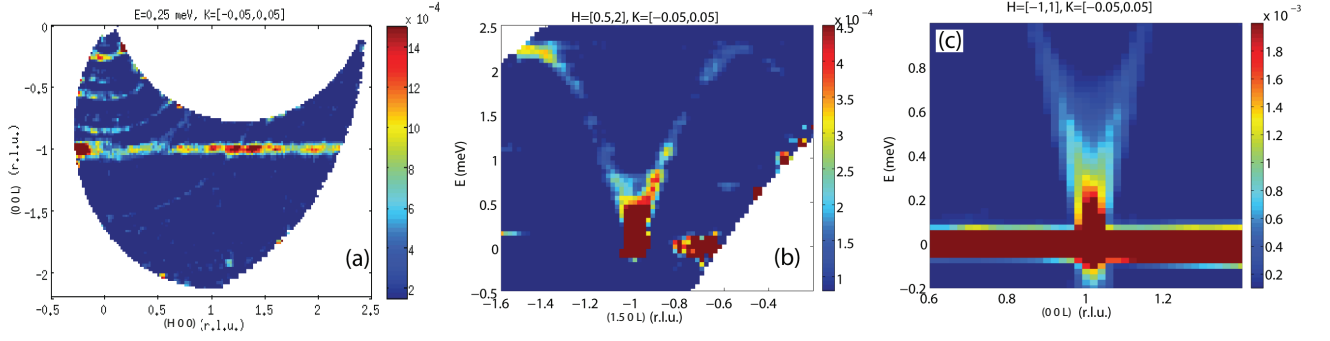 E=0.25 meV, K=[-0.05,0.05]
× 10⁻⁴
0
−0.5
−1
−1.5
−2
(0 0 L) (r.l.u.)
−0.5 0 0.5 1 1.5 2 2.5
(H 0 0) (r.l.u.)
14
12
10
8
6
4
2
(a)
H=[0.5,2], K=[-0.05,0.05]
x 10⁻⁴
2.5
2
1.5
1
0.5
0
−0.5
E (meV)
−1.6 −1.4 −1.2 −1 −0.8 −0.6 −0.4
(1.5 0 L) (r.l.u.)
4.5
4
3.5
3
2.5
2
1.5
1
(b)
H=[-1,1], K=[-0.05,0.05]
x 10⁻³
(c)
0.8
0.6
0.4
0.2
0
−0.2
E (meV)
0.6 0.8 1.0 1.2
(0 0 L) (r.l.u.)
1.8
1.6
1.4
1.2
1
0.8
0.6
0.4
0.2